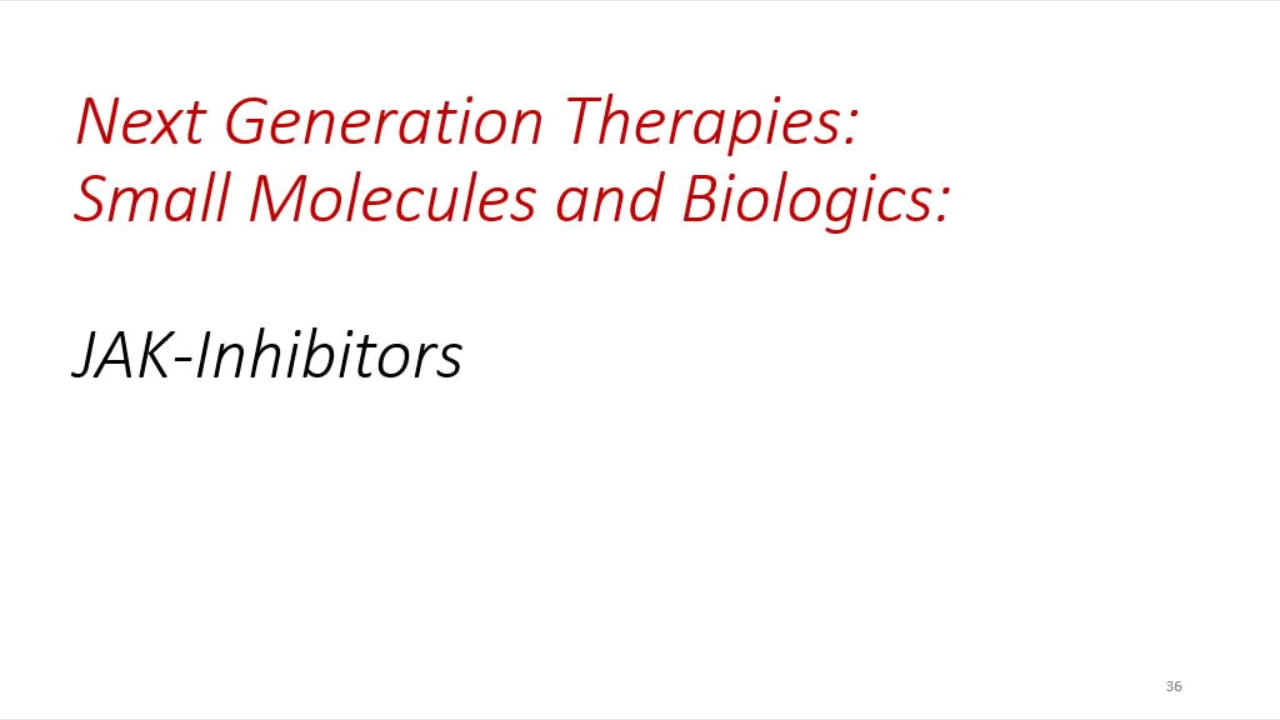 Next Generation Therapies:
Small Molecules and Biologics:
JAK-Inhibitors
36